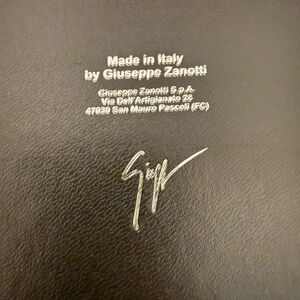 Made in Italy
by Giuseppe Zanotti
Giuseppe Zanotti S.p.A.
Via Dell'Artigianato 28
47030 San Mauro Pascoli (FC)